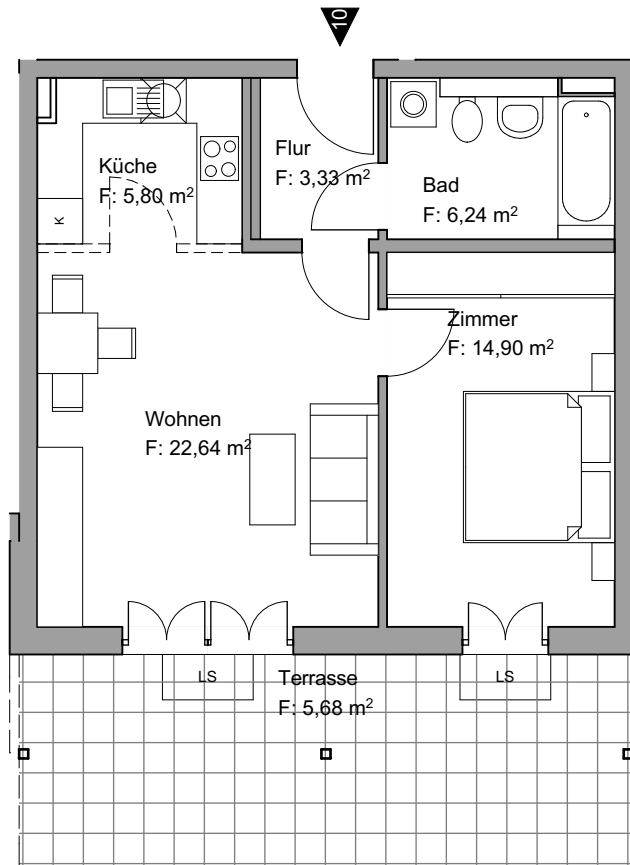 10
Küche
F: 5,80 m²
Flur
F: 3,33 m²
Bad
F: 6,24 m²
K
Zimmer
F: 14,90 m²
Wohnen
F: 22,64 m²
Terrasse
F: 5,68 m²
LS
LS